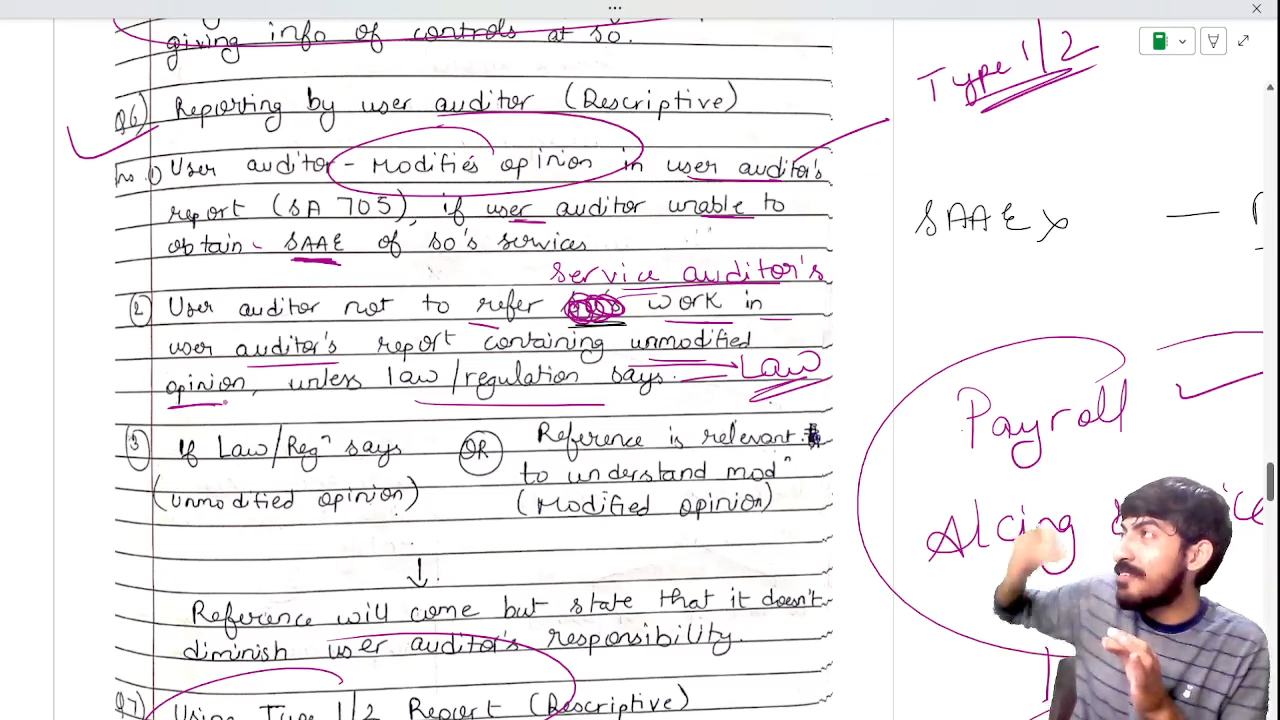 giving info of controls at SO.
Q6) Reporting by user auditor (Descriptive)
Ans. 1) User auditor - Modifies opinion in user auditor's
report (SA 705), if user auditor unable to
obtain SAAE of SO's services
service auditor's
2 User auditor not to refer work in
user auditor's report containing unmodified
opinion, unless law/regulation says. Law
3 If Law/Regn says OR Reference is relevant
(unmodified opinion) to understand modn
(Modified opinion)
↓
Reference will come but state that it doesn't
diminish user auditor's responsibility.
Q7) Using Type 1/2 Report (Descriptive)
Type 1/2
SAAE x —
Payroll